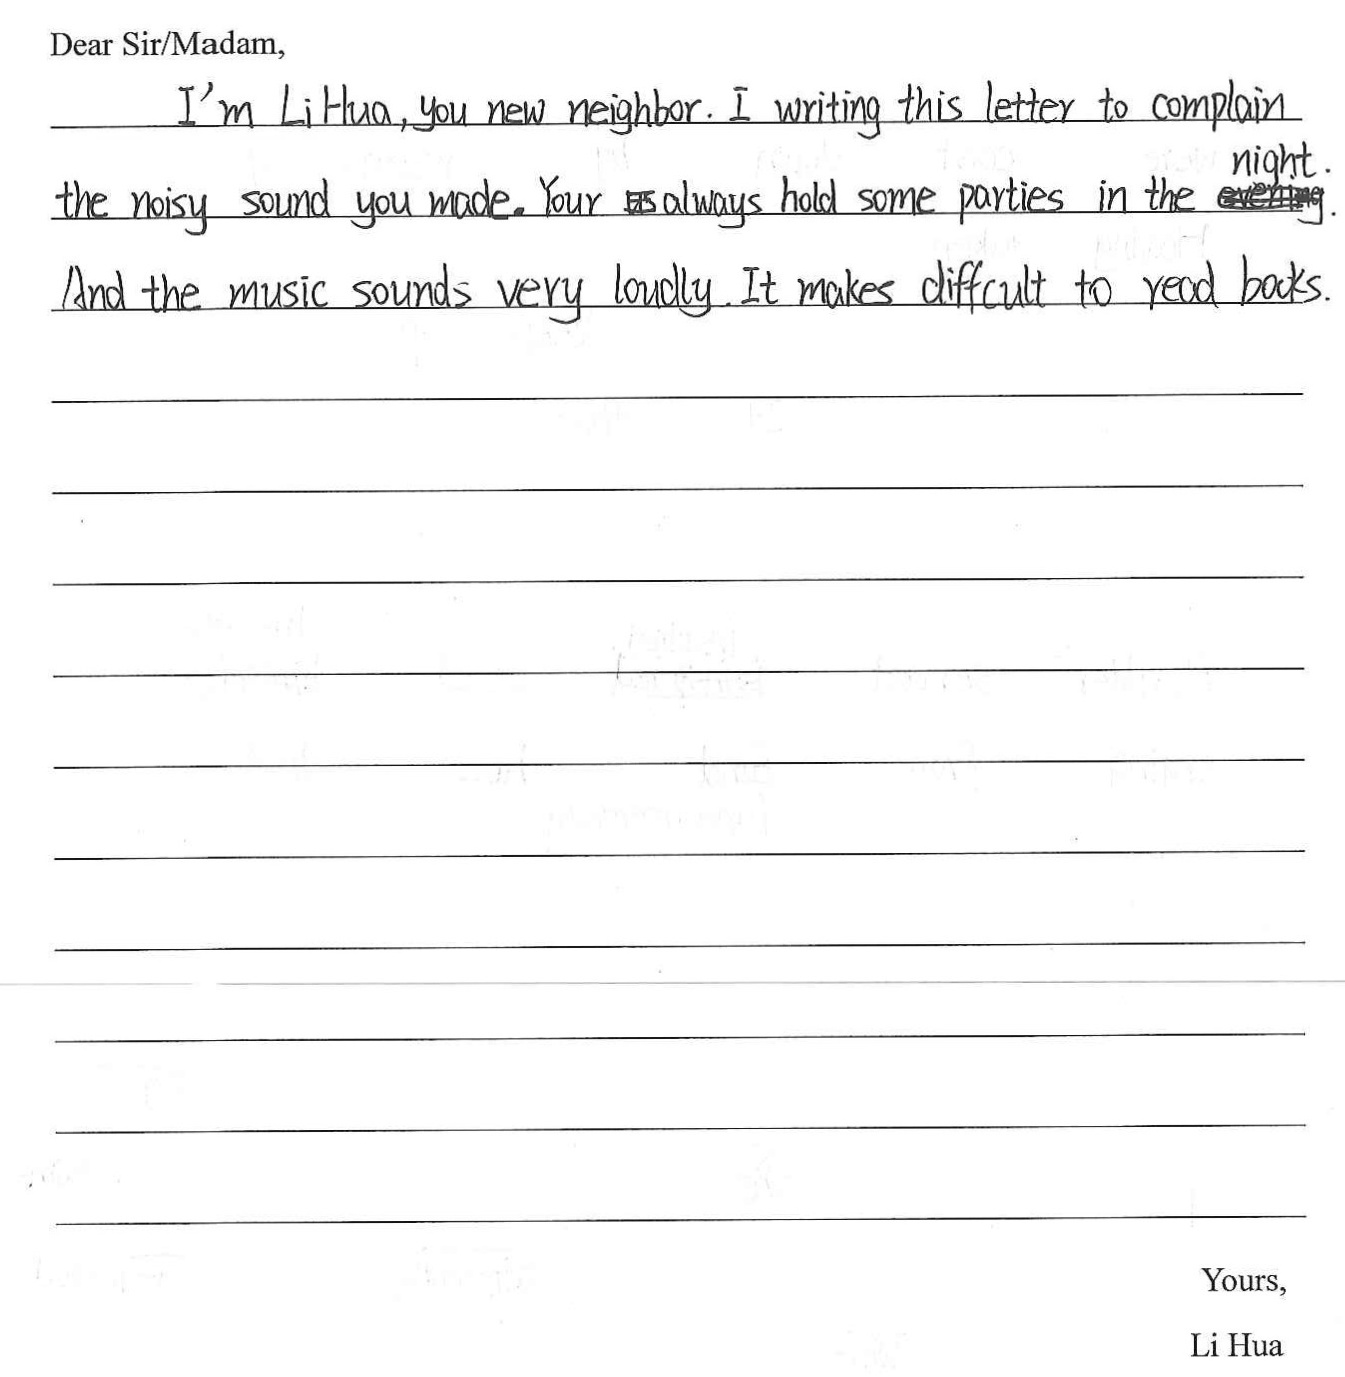 Dear Sir/Madam,
I'm Li Hua, you new neighbor. I writing this letter to complain
the noisy sound you made. Your always hold some parties in the night.
And the music sounds very loudly. It makes diffcult to read books.
Yours,
Li Hua